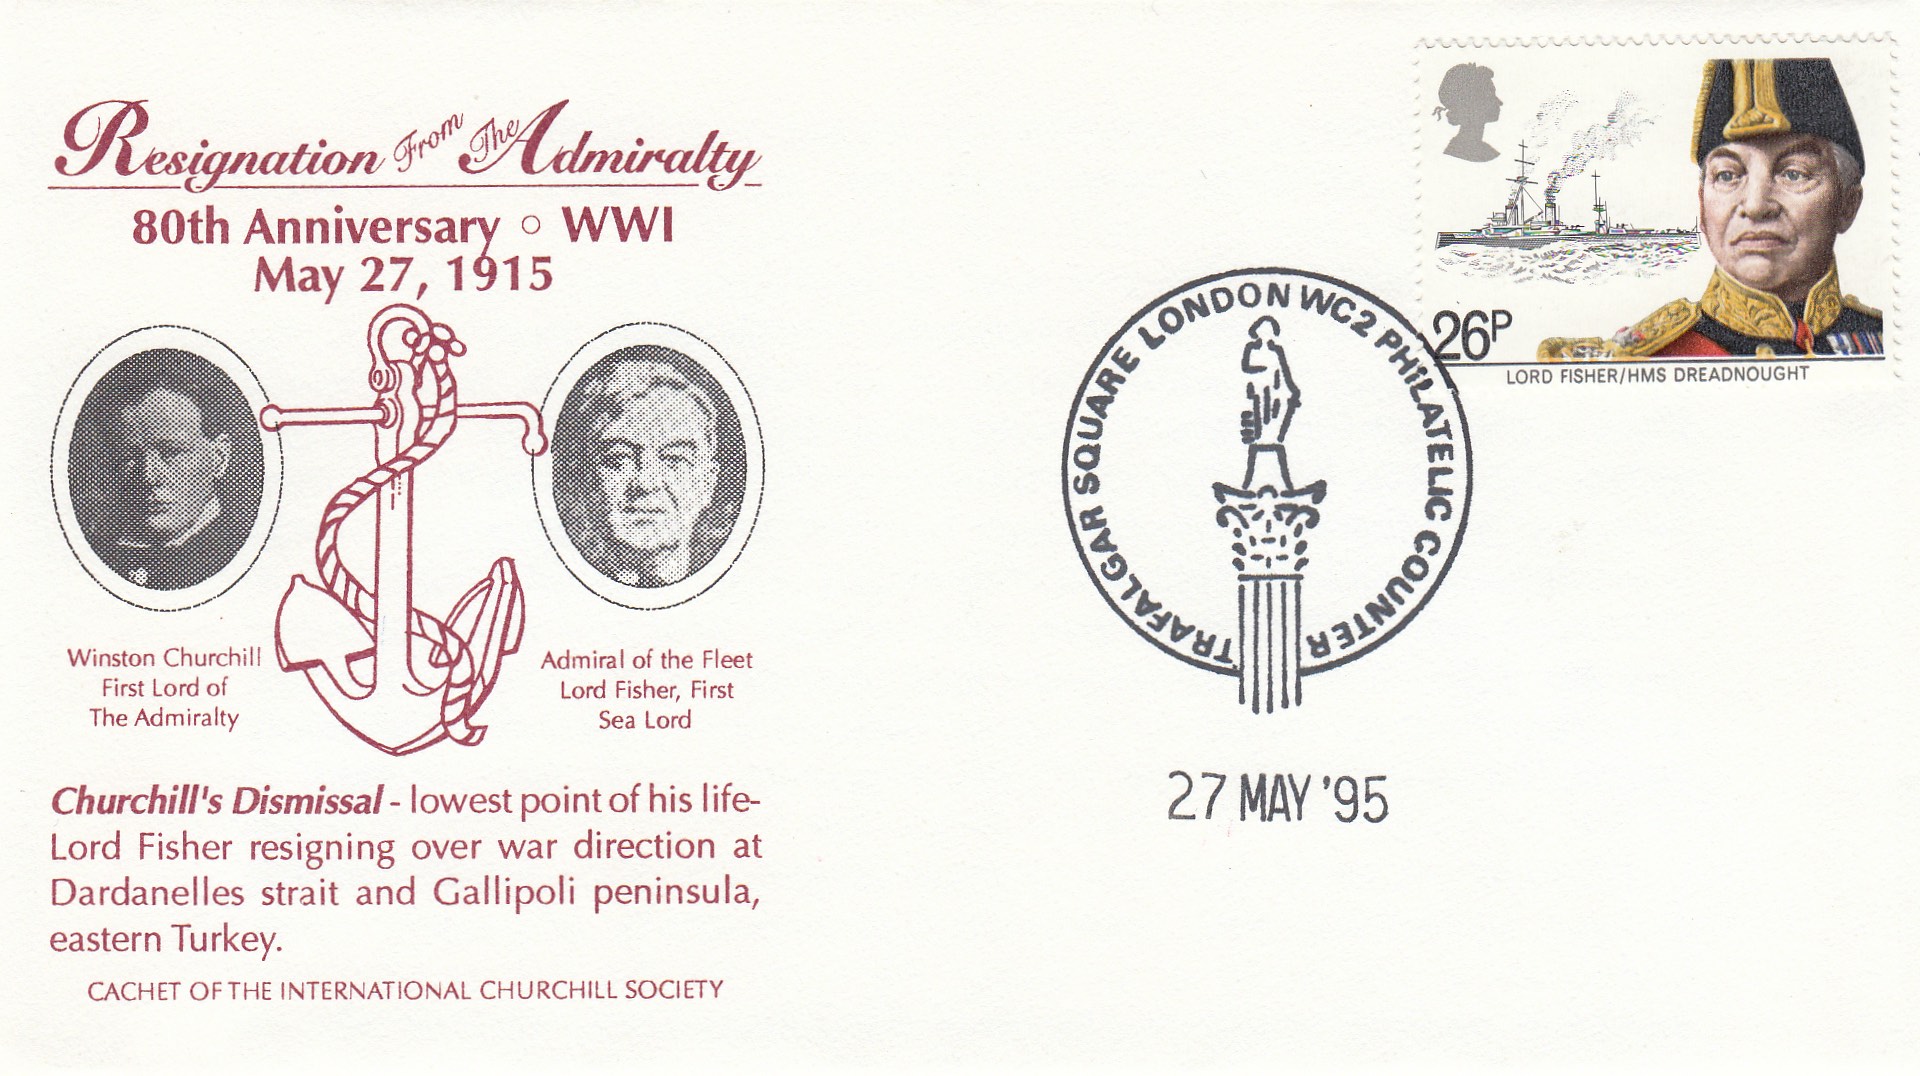 Resignation From The Admiralty
80th Anniversary ○ WWI
May 27, 1915
Winston Churchill
First Lord of
The Admiralty
Admiral of the Fleet
Lord Fisher, First
Sea Lord
Churchill's Dismissal - lowest point of his life-
Lord Fisher resigning over war direction at
Dardanelles strait and Gallipoli peninsula,
eastern Turkey.
CACHET OF THE INTERNATIONAL CHURCHILL SOCIETY
TRAFALGAR SQUARE LONDON WC2 PHILATELIC COUNTER
27 MAY '95
26P
LORD FISHER/HMS DREADNOUGHT